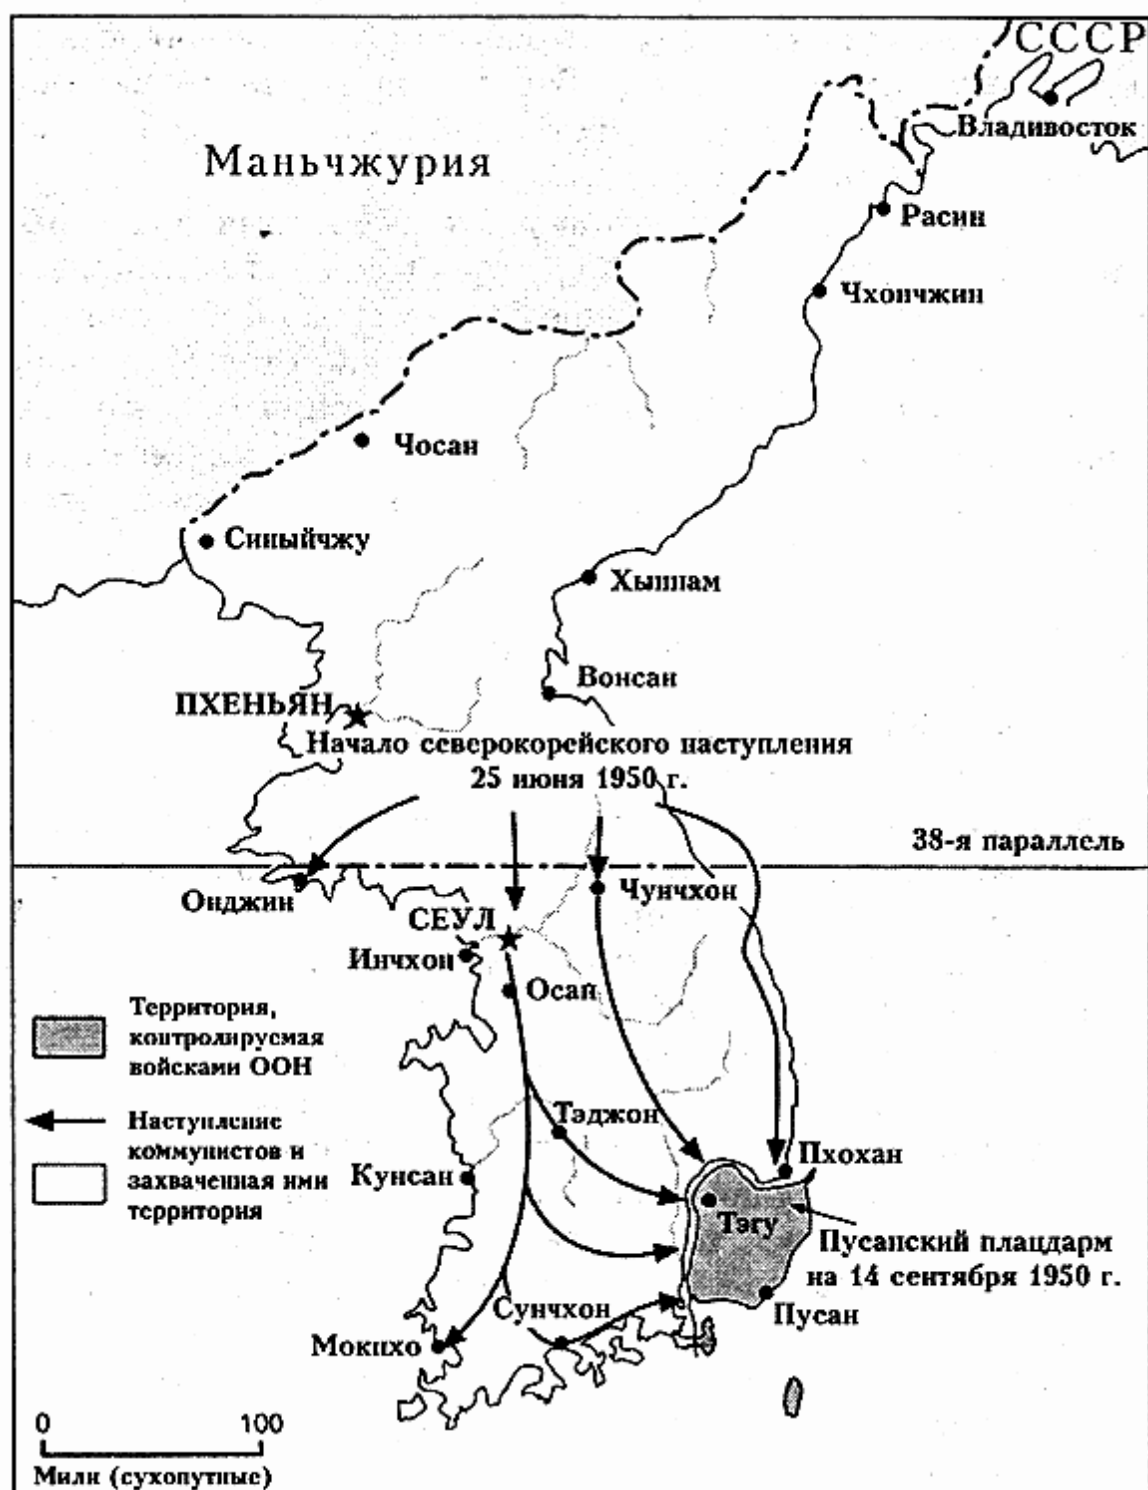 СССР
Владивосток
Маньчжурия
Расин
Чхончжин
Чосан
Синыйчжу
Хыннам
Вонсан
ПХЕНЬЯН
Начало северокорейского наступления
25 июня 1950 г.
38-я параллель
Онджин
Чунчхон
СЕУЛ
Инчхон
Осан
Территория,
контролируемая
войсками ООН
Наступление
коммунистов и
захваченная ими
территория
Тэджон
Кунсан
Пхохан
Тэгу
Пусанский плацдарм
на 14 сентября 1950 г.
Сунчхон
Пусан
Мокпхо
0 100
Мили (сухопутные)